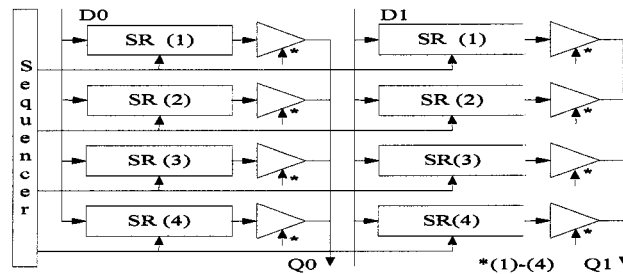 D0 D1
Sequencer
SR (1) * SR (1) *
SR (2) * SR (2) *
SR (3) * SR(3) *
SR (4) * SR(4) *
Q0 *(1)-(4) Q1